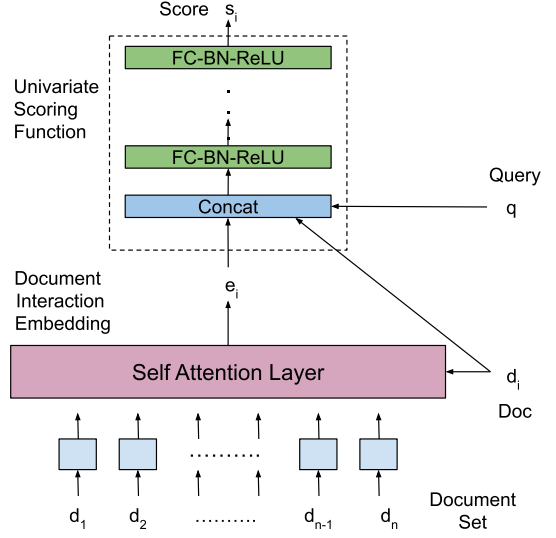 Score s_i
FC-BN-ReLU
Univariate
Scoring
Function
FC-BN-ReLU
Query
Concat
q
Document
Interaction
Embedding
e_i
Self Attention Layer
d_i
Doc
..........
d_1 d_2 .......... d_n-1 d_n
Document
Set